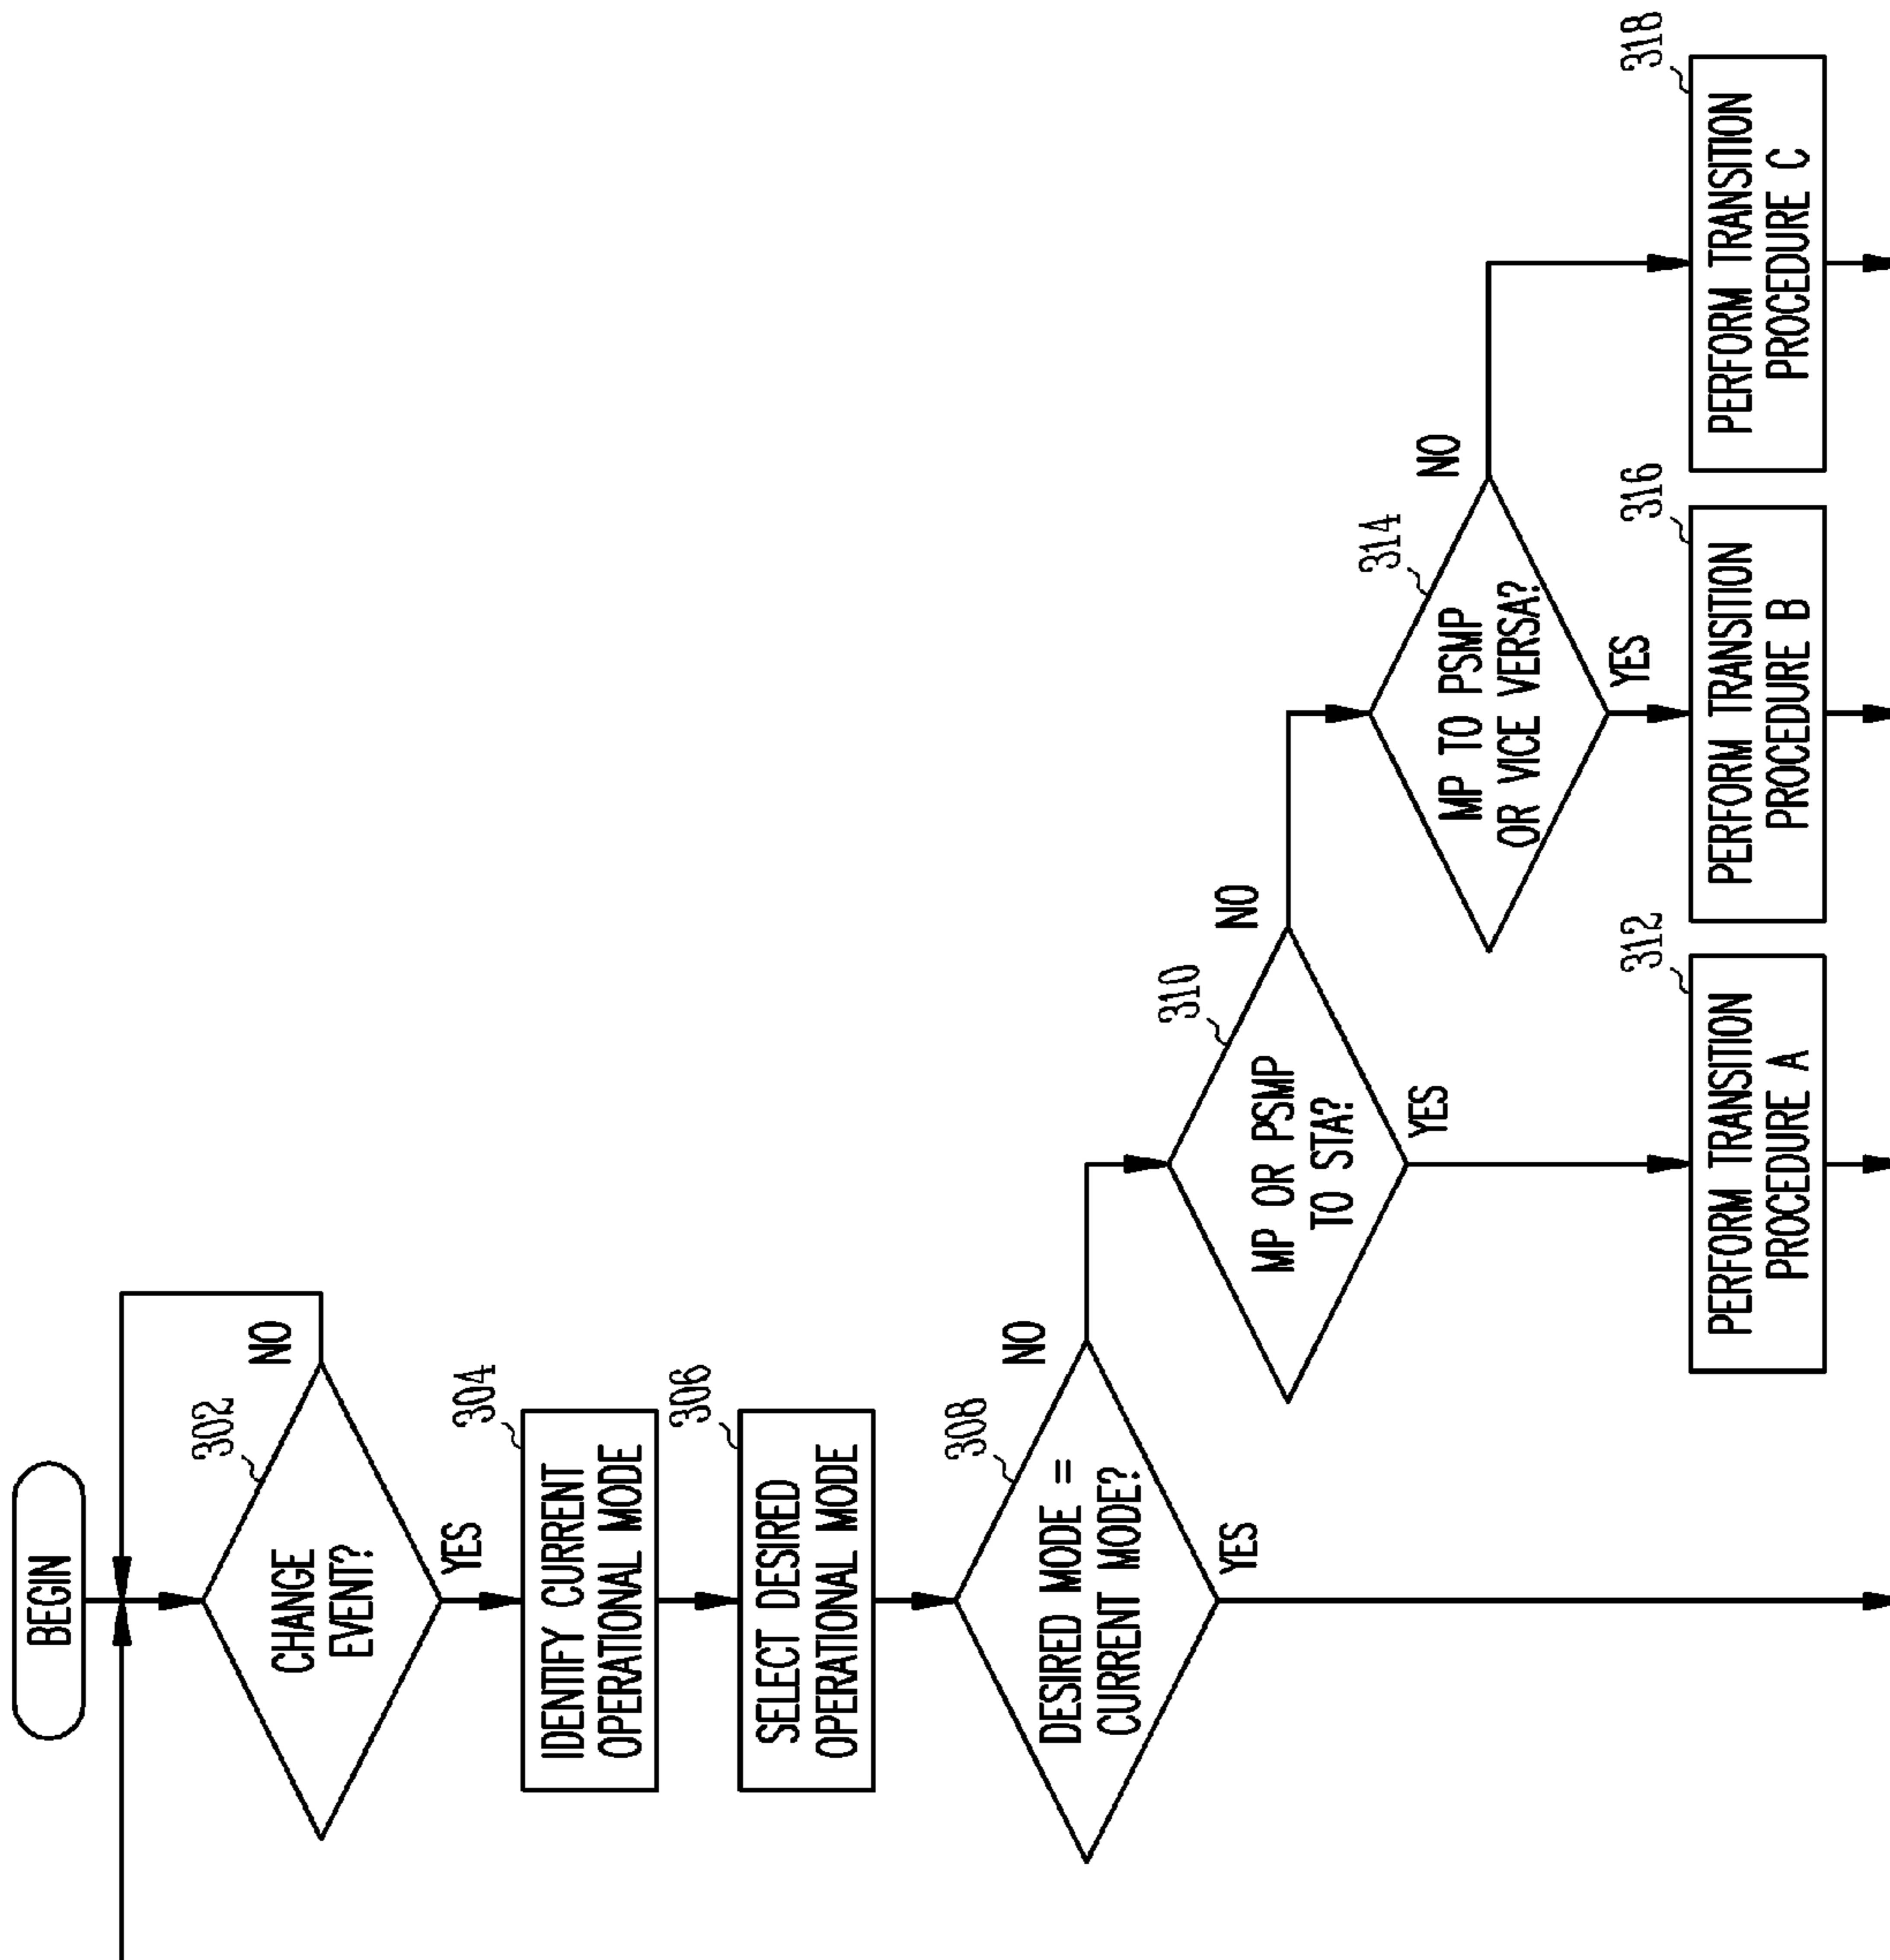 BEGIN
302
CHANGE
EVENT?
NO
YES
304
IDENTIFY CURRENT
OPERATIONAL MODE
306
SELECT DESIRED
OPERATIONAL MODE
308
DESIRED MODE =
CURRENT MODE?
NO
YES
310
MP OR PSMP
TO STA?
NO
YES
312
PERFORM TRANSITION
PROCEDURE A
314
MP TO PSMP
OR VICE VERSA?
NO
YES
316
PERFORM TRANSITION
PROCEDURE B
318
PERFORM TRANSITION
PROCEDURE C